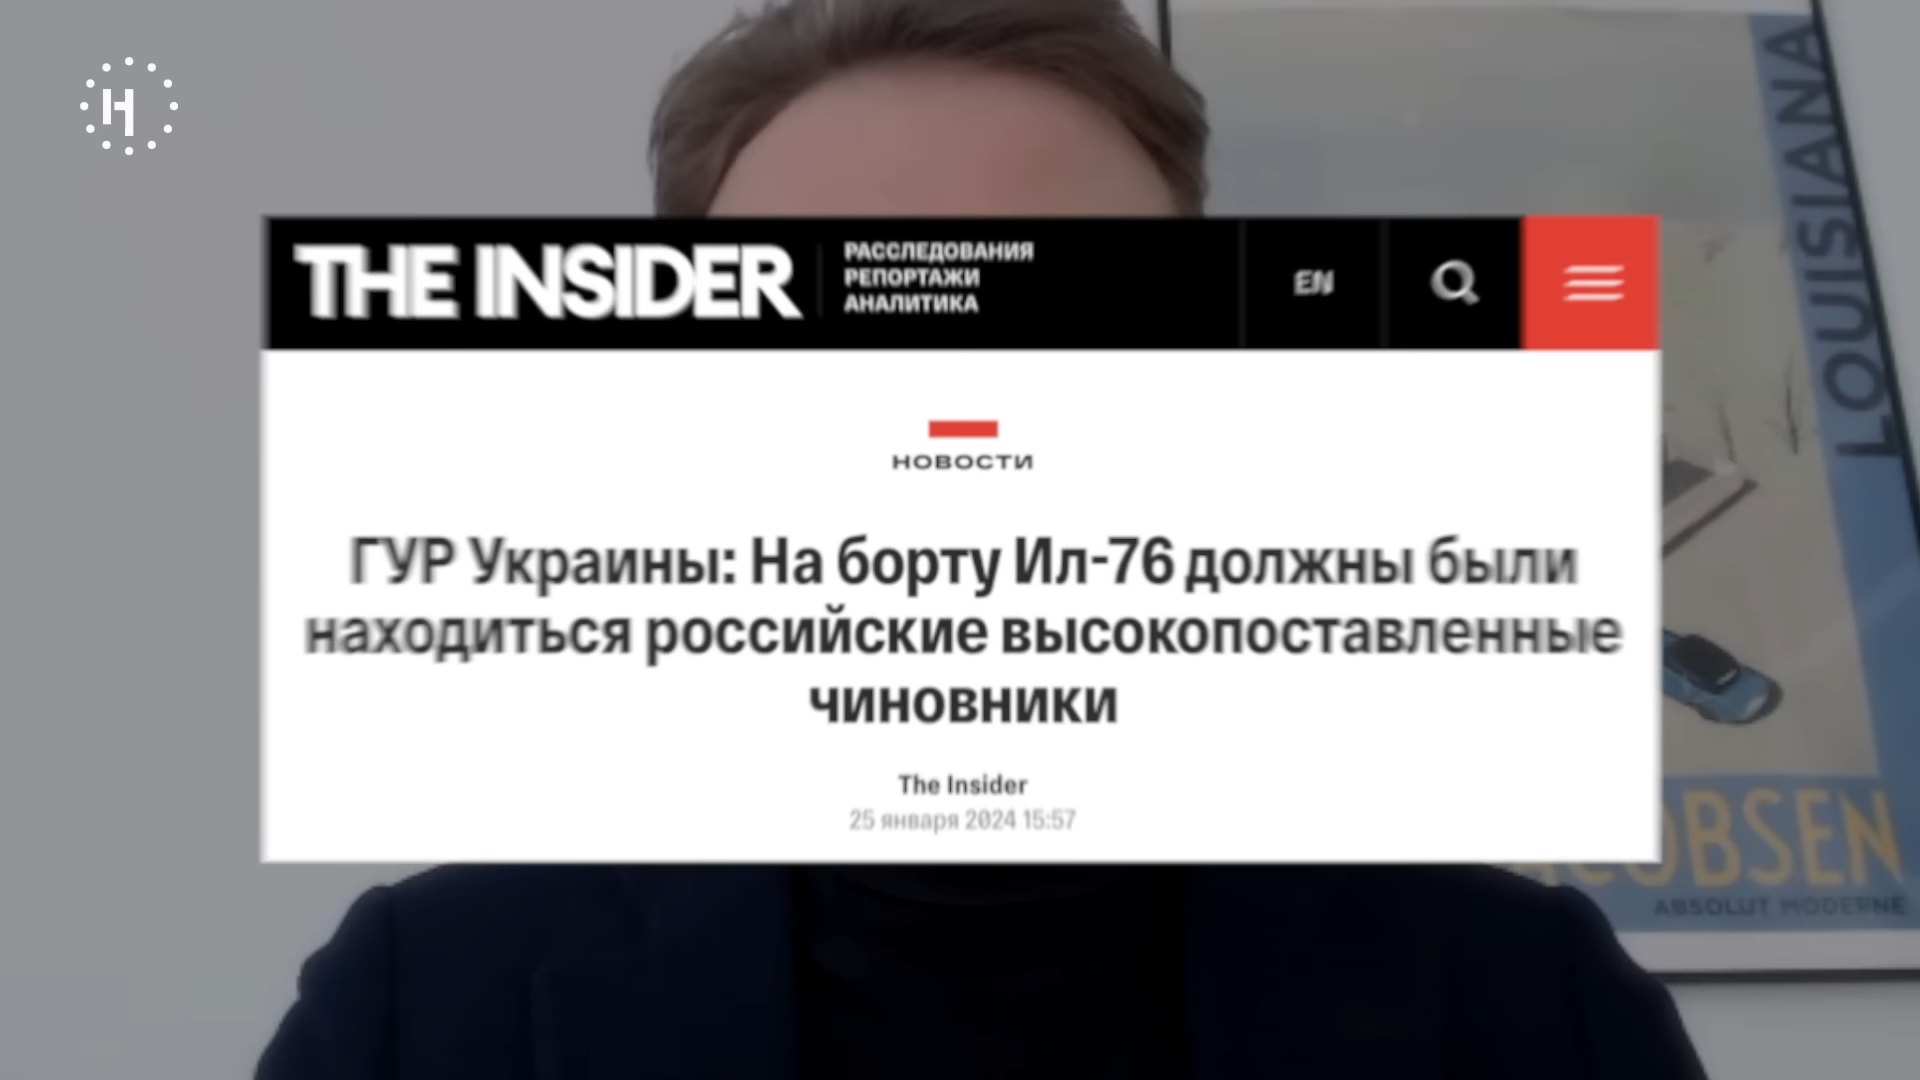 THE INSIDER
РАССЛЕДОВАНИЯ
РЕПОРТАЖИ
АНАЛИТИКА
EN
НОВОСТИ
ГУР Украины: На борту Ил-76 должны были
находиться российские высокопоставленные
чиновники
The Insider
25 января 2024 15:57
LOUISIANA
OBSEN
ABSOLUT MODERNE